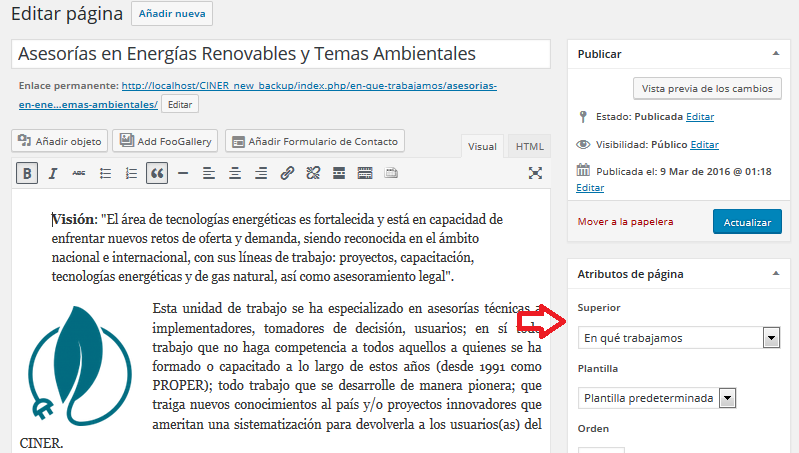 Editar página Añadir nueva
Asesorías en Energías Renovables y Temas Ambientales
Enlace permanente: http://localhost/CINER_new_backup/index.php/en-que-trabajamos/asesorias-
en-ene...emas-ambientales/ Editar
Añadir objeto Add FooGallery Añadir Formulario de Contacto Visual HTML
B I ABC
Visión: "El área de tecnologías energéticas es fortalecida y está en capacidad de
enfrentar nuevos retos de oferta y demanda, siendo reconocida en el ámbito
nacional e internacional, con sus líneas de trabajo: proyectos, capacitación,
tecnologías energéticas y de gas natural, así como asesoramiento legal".
Esta unidad de trabajo se ha especializado en asesorías técnicas a
implementadores, tomadores de decisión, usuarios; en sí todo
trabajo que no haga competencia a todos aquellos a quienes se ha
formado o capacitado a lo largo de estos años (desde 1991 como
PROPER); todo trabajo que se desarrolle de manera pionera; que
traiga nuevos conocimientos al país y/o proyectos innovadores que
ameritan una sistematización para devolverla a los usuarios(as) del
CINER.
Publicar
Vista previa de los cambios
Estado: Publicada Editar
Visibilidad: Público Editar
Publicada el: 9 Mar de 2016 @ 01:18
Editar
Mover a la papelera Actualizar
Atributos de página
Superior
En qué trabajamos
Plantilla
Plantilla predeterminada
Orden